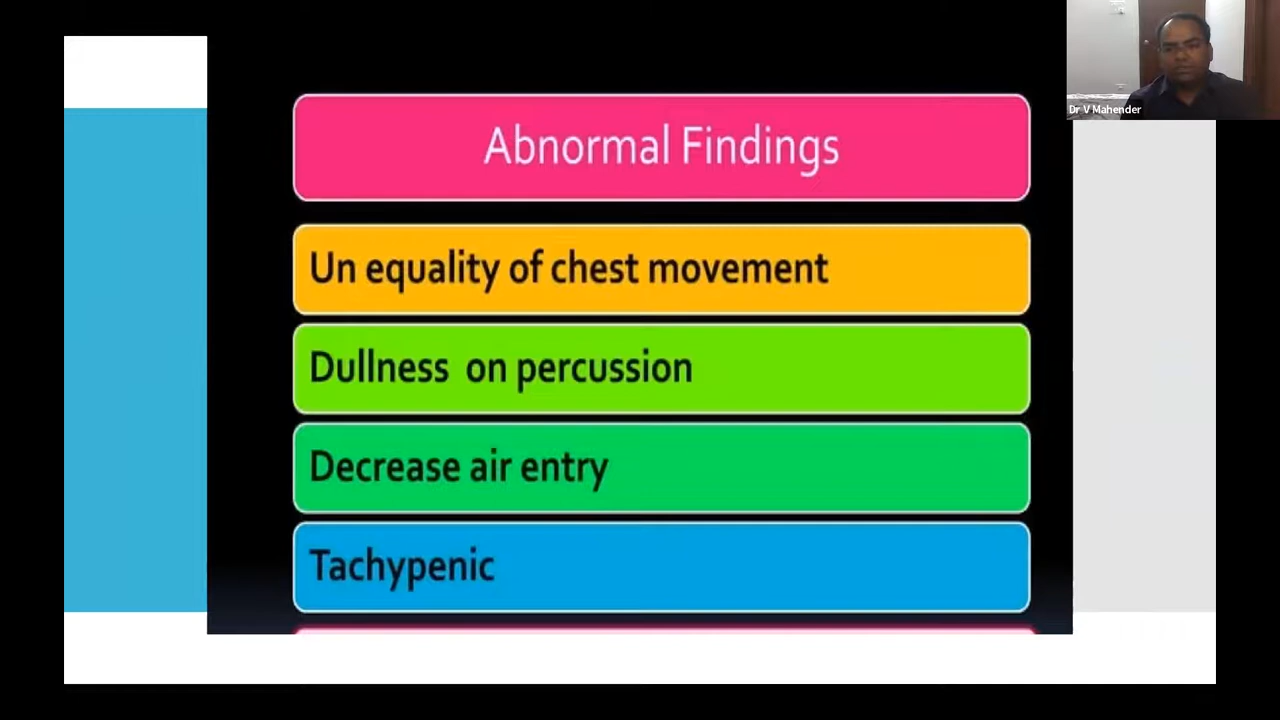 Dr V Mahender
Abnormal Findings
Un equality of chest movement
Dullness on percussion
Decrease air entry
Tachypenic